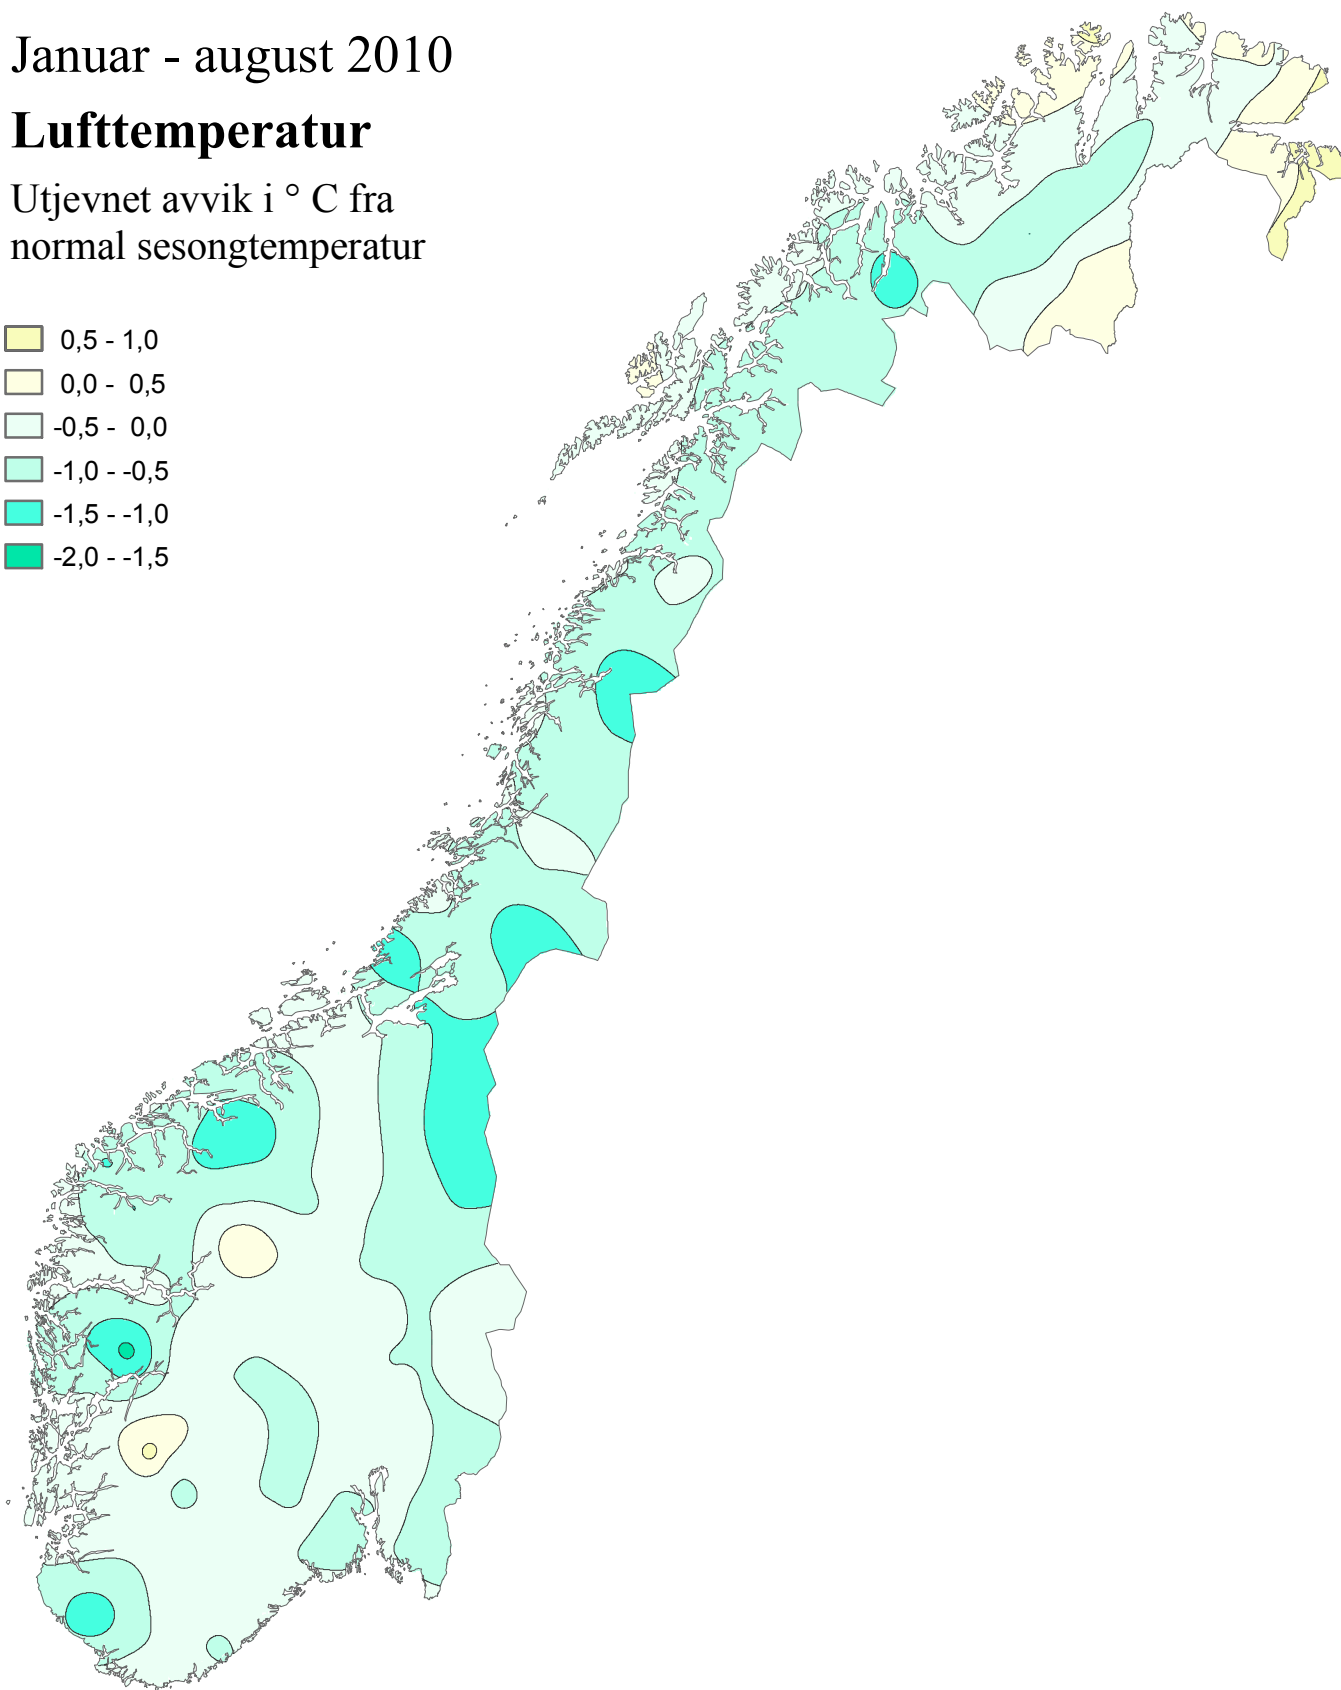 Januar - august 2010
Lufttemperatur
Utjevnet avvik i ° C fra
normal sesongtemperatur
0,5 - 1,0
0,0 - 0,5
-0,5 - 0,0
-1,0 - -0,5
-1,5 - -1,0
-2,0 - -1,5